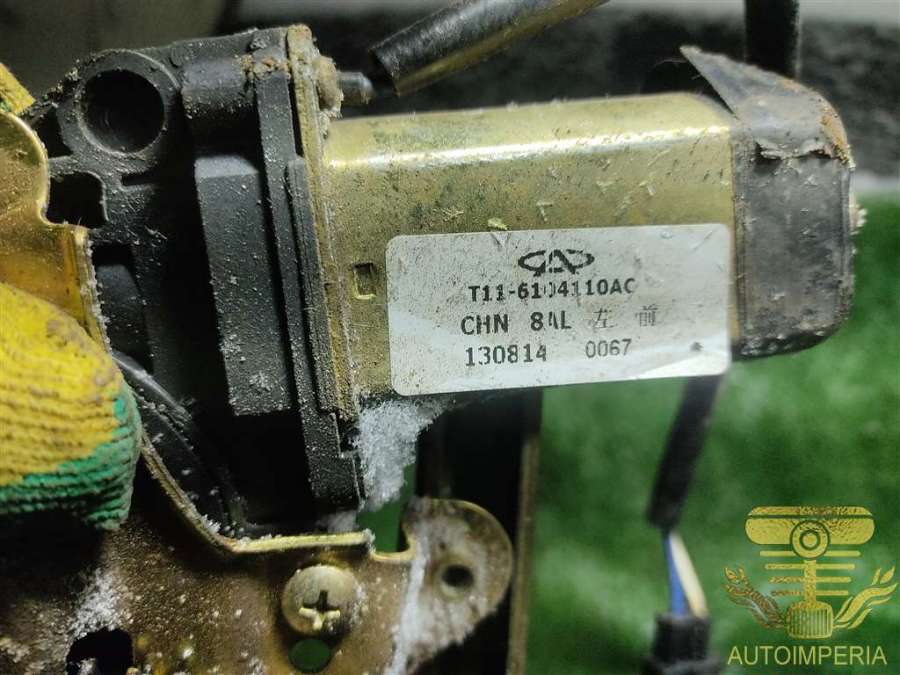 T11-6104110AC
CHN 8AL 左 前
130814 0067
AUTOIMPERIA